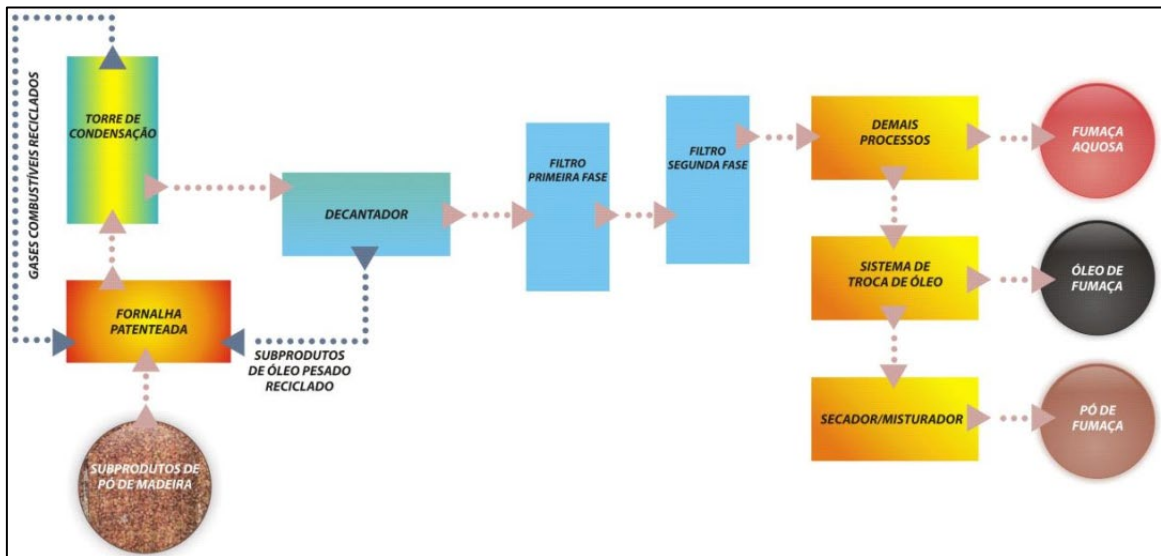 GASES COMBUSTÍVEIS RECICLADOS
TORRE DE
CONDENSAÇÃO
FORNALHA
PATENTEADA
SUBPRODUTOS DE
PÓ DE MADEIRA
DECANTADOR
SUBPRODUTOS
DE ÓLEO PESADO
RECICLADO
FILTRO
PRIMEIRA FASE
FILTRO
SEGUNDA FASE
DEMAIS
PROCESSOS
FUMAÇA
AQUOSA
SISTEMA DE
TROCA DE ÓLEO
ÓLEO DE
FUMAÇA
SECADOR/MISTURADOR
PÓ DE
FUMAÇA